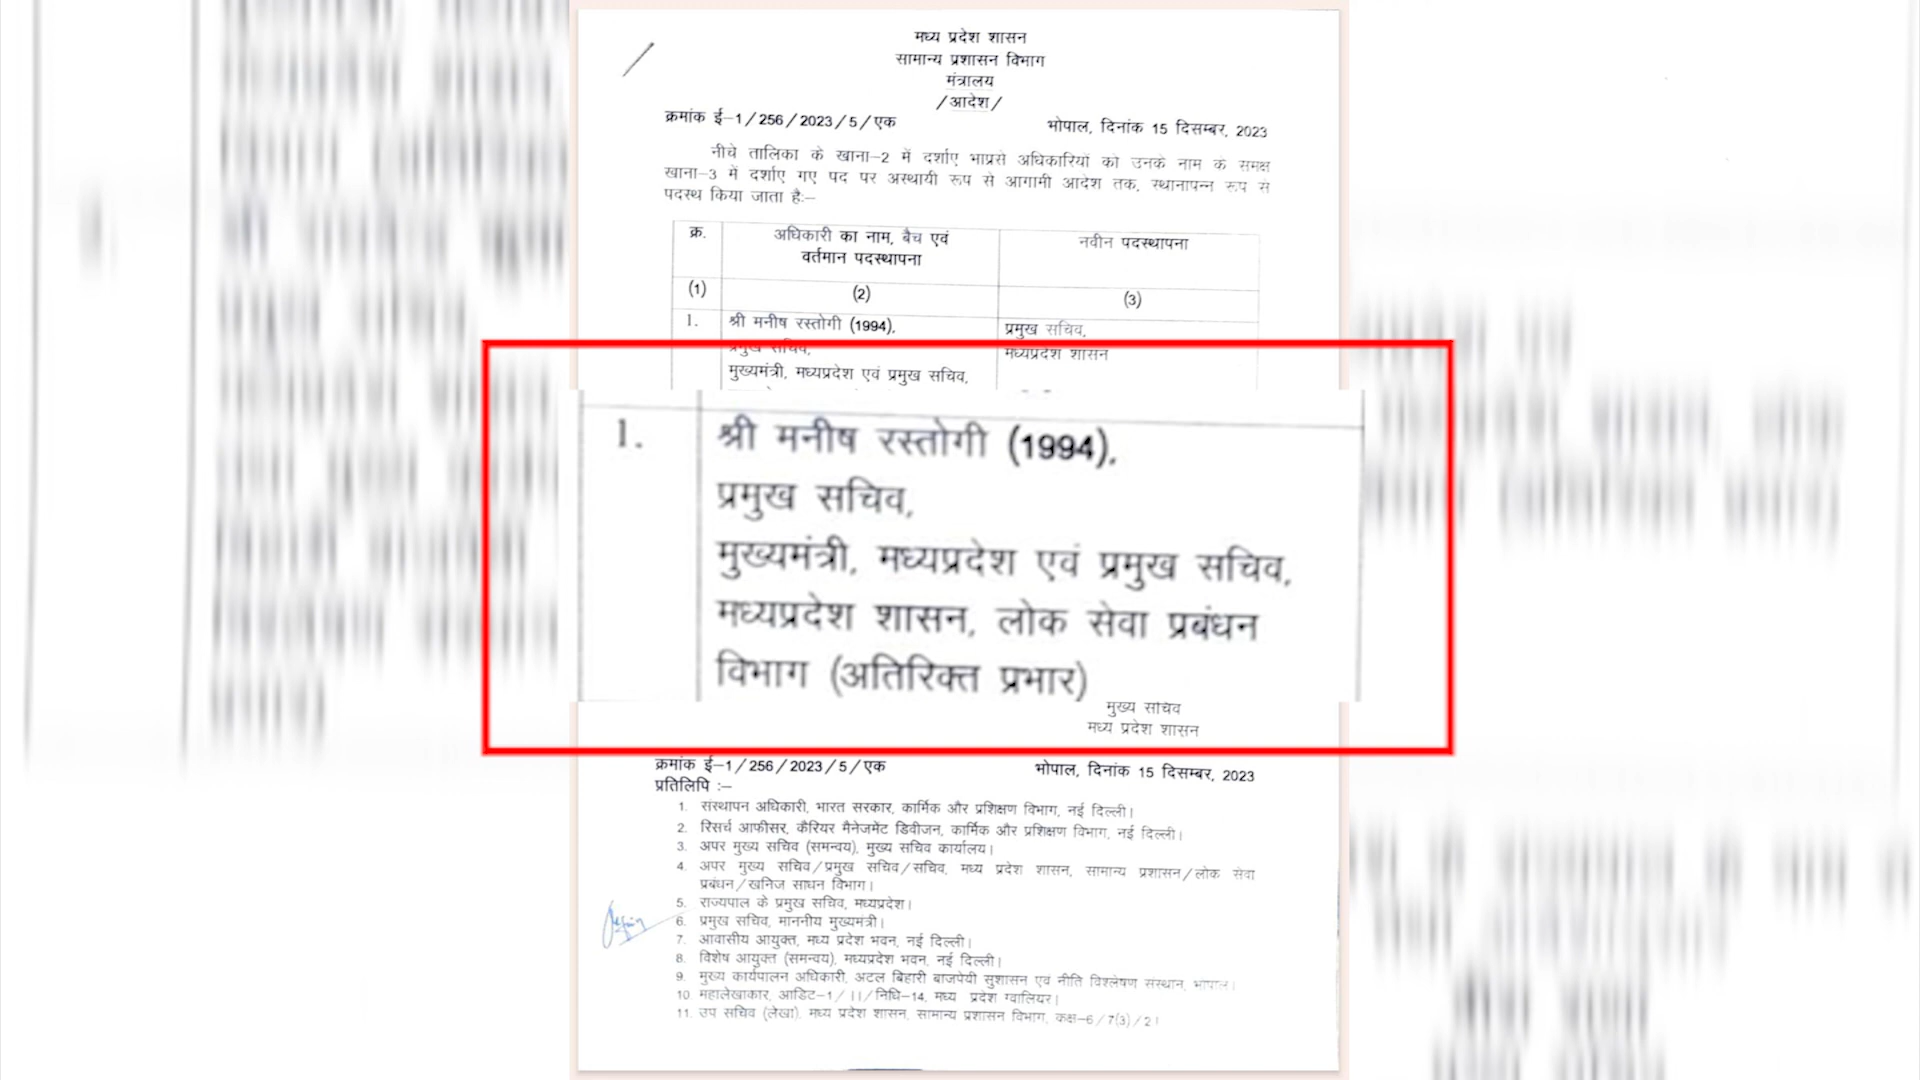 मध्य प्रदेश शासन
सामान्य प्रशासन विभाग
मंत्रालय
/आदेश/
क्रमांक ई–1/256/2023/5/एक
भोपाल, दिनांक 15 दिसम्बर, 2023
नीचे तालिका के खाना–2 में दर्शाए भाप्रसे अधिकारियों को उनके नाम के समक्ष
खाना–3 में दर्शाए गए पद पर अस्थायी रूप से आगामी आदेश तक, स्थानापन्न रूप से
पदस्थ किया जाता है:–
क्र.
अधिकारी का नाम, बैच एवं
वर्तमान पदस्थापना
नवीन पदस्थापना
(1)
(2)
(3)
1.
श्री मनीष रस्तोगी (1994),
प्रमुख सचिव,
प्रमुख सचिव,
मध्यप्रदेश शासन
मुख्यमंत्री, मध्यप्रदेश एवं प्रमुख सचिव,
1.
श्री मनीष रस्तोगी (1994),
प्रमुख सचिव,
मुख्यमंत्री, मध्यप्रदेश एवं प्रमुख सचिव,
मध्यप्रदेश शासन, लोक सेवा प्रबंधन
विभाग (अतिरिक्त प्रभार)
मुख्य सचिव
मध्य प्रदेश शासन
क्रमांक ई–1/256/2023/5/एक
भोपाल, दिनांक 15 दिसम्बर, 2023
प्रतिलिपि :–
1. संस्थापन अधिकारी, भारत सरकार, कार्मिक और प्रशिक्षण विभाग, नई दिल्ली।
2. रिसर्च आफीसर, कैरियर मैनेजमेंट डिवीजन, कार्मिक और प्रशिक्षण विभाग, नई दिल्ली।
3. अपर मुख्य सचिव (समन्वय), मुख्य सचिव कार्यालय।
4. अपर मुख्य सचिव/प्रमुख सचिव/सचिव, मध्य प्रदेश शासन, सामान्य प्रशासन/लोक सेवा
प्रबंधन/खनिज साधन विभाग।
5. राज्यपाल के प्रमुख सचिव, मध्यप्रदेश।
6. प्रमुख सचिव, माननीय मुख्यमंत्री।
7. आवासीय आयुक्त, मध्य प्रदेश भवन, नई दिल्ली।
8. विशेष आयुक्त (समन्वय), मध्यप्रदेश भवन, नई दिल्ली।
9. मुख्य कार्यपालन अधिकारी, अटल बिहारी बाजपेयी सुशासन एवं नीति विश्लेषण संस्थान, भोपाल।
10. महालेखाकार, आडिट–1/11/निधि–14, मध्य प्रदेश ग्वालियर।
11. उप सचिव (लेखा), मध्य प्रदेश शासन, सामान्य प्रशासन विभाग, कक्ष–6/7(3)/2।